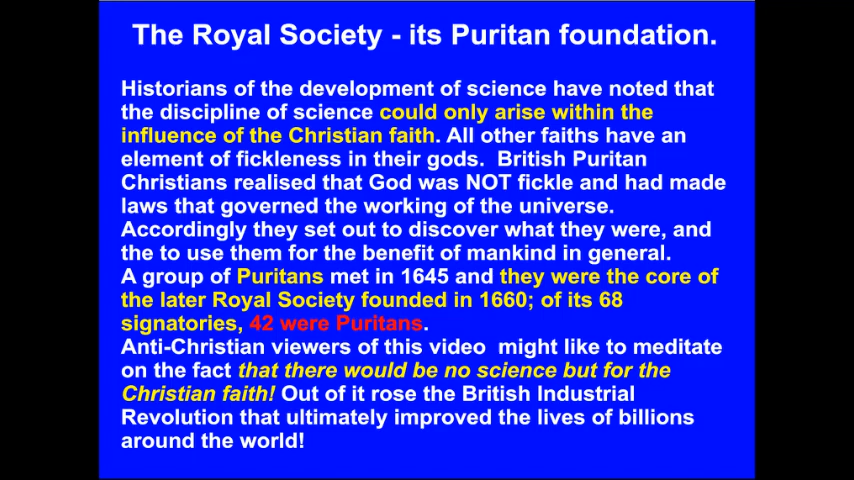 The Royal Society - its Puritan foundation.
Historians of the development of science have noted that
the discipline of science could only arise within the
influence of the Christian faith. All other faiths have an
element of fickleness in their gods. British Puritan
Christians realised that God was NOT fickle and had made
laws that governed the working of the universe.
Accordingly they set out to discover what they were, and
the to use them for the benefit of mankind in general.
A group of Puritans met in 1645 and they were the core of
the later Royal Society founded in 1660; of its 68
signatories, 42 were Puritans.
Anti-Christian viewers of this video might like to meditate
on the fact that there would be no science but for the
Christian faith! Out of it rose the British Industrial
Revolution that ultimately improved the lives of billions
around the world!